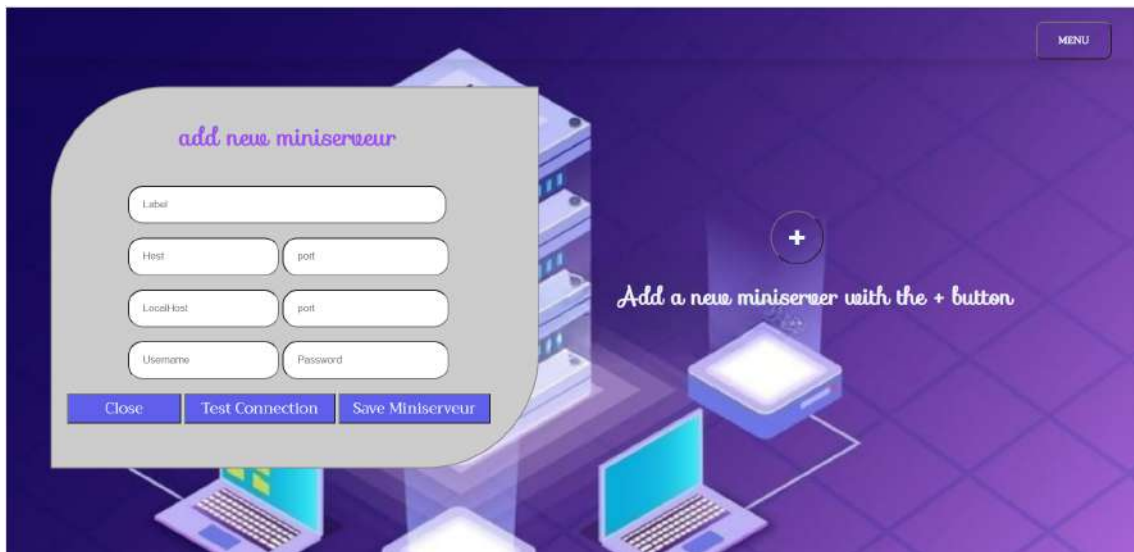 MENU
add new miniserveur
Label
Host port
LocalHost port
Username Password
Close Test Connection Save Miniserveur
+
Add a new miniserver with the + button